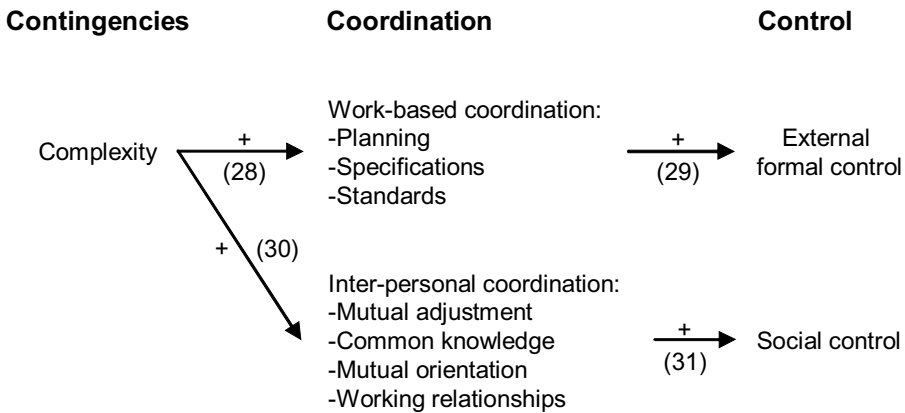 Contingencies Coordination Control
Work-based coordination:
+ -Planning + External
Complexity
(28) -Specifications (29) formal control
-Standards
+ (30)
Inter-personal coordination:
-Mutual adjustment
-Common knowledge + Social control
-Mutual orientation (31)
-Working relationships